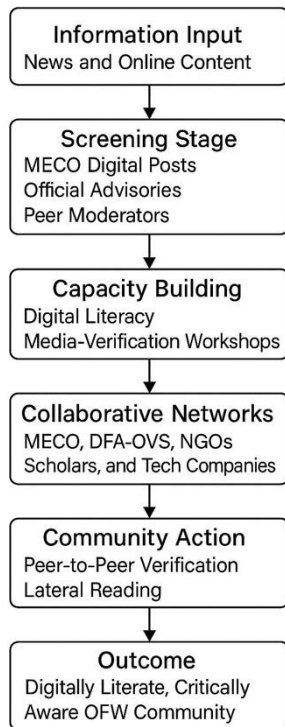 Information Input
News and Online Content
Screening Stage
MECO Digital Posts
Official Advisories
Peer Moderators
Capacity Building
Digital Literacy
Media-Verification Workshops
Collaborative Networks
MECO, DFA-OVS, NGOs
Scholars, and Tech Companies
Community Action
Peer-to-Peer Verification
Lateral Reading
Outcome
Digitally Literate, Critically
Aware OFW Community